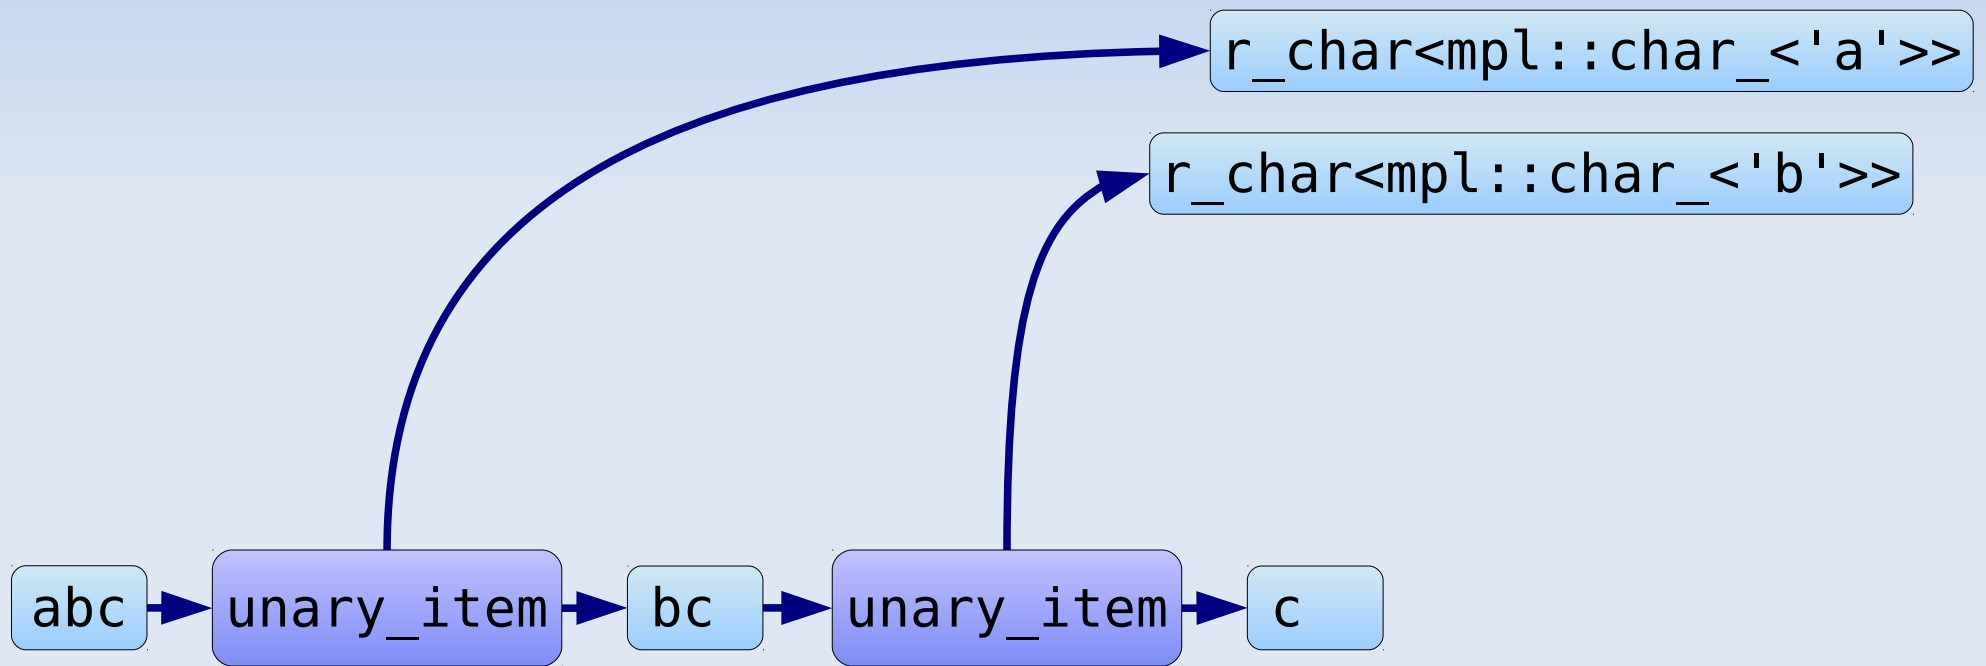 r_char<mpl::char_<'a'>>
r_char<mpl::char_<'b'>>
abc
unary_item
bc
unary_item
c